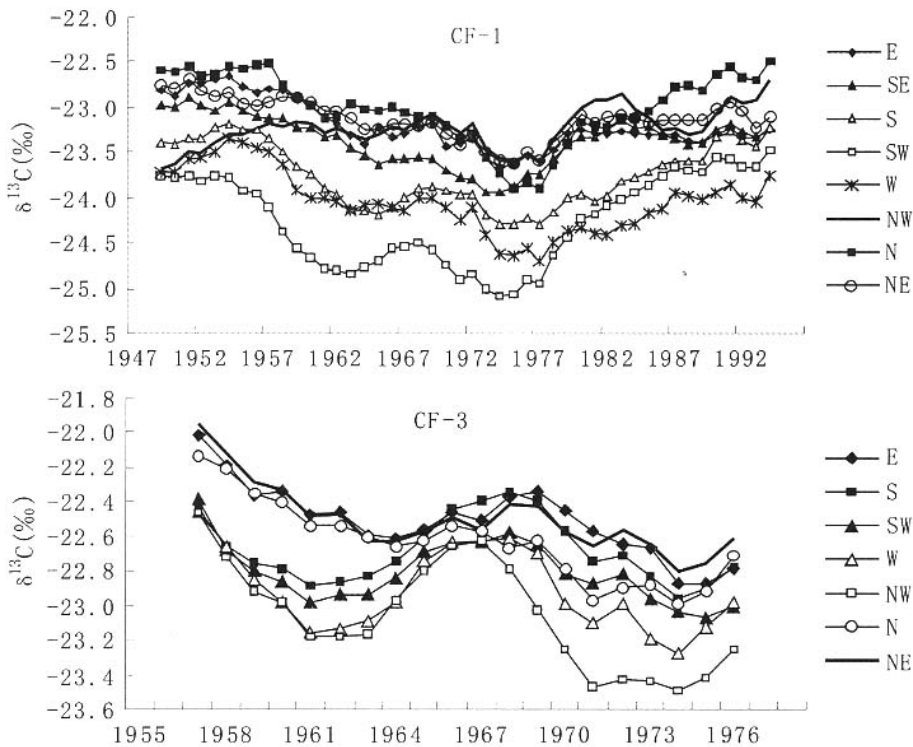 CF-1
δ¹³C(‰)
-22.0
-22.5
-23.0
-23.5
-24.0
-24.5
-25.0
-25.5
1947 1952 1957 1962 1967 1972 1977 1982 1987 1992
E
SE
S
SW
W
NW
N
NE
CF-3
δ¹³C(‰)
-21.8
-22.0
-22.2
-22.4
-22.6
-22.8
-23.0
-23.2
-23.4
-23.6
1955 1958 1961 1964 1967 1970 1973 1976
E
S
SW
W
NW
N
NE